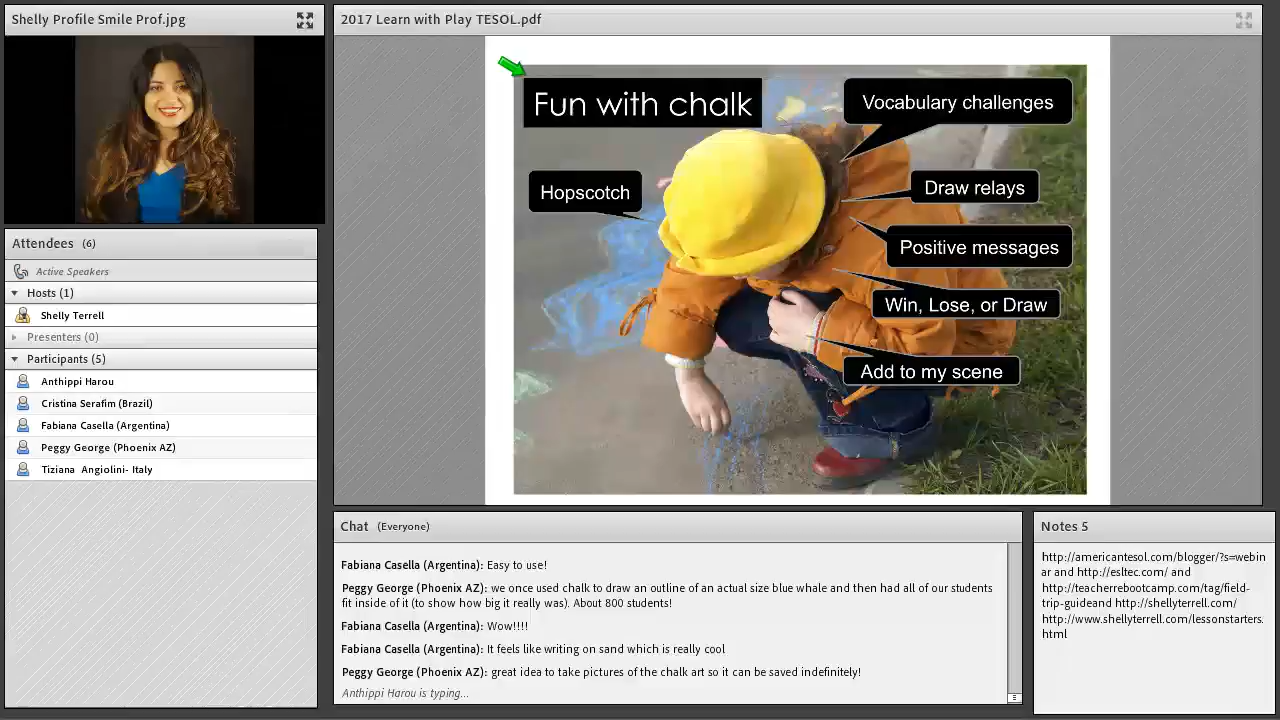 Shelly Profile Smile Prof.jpg
Attendees (6)
Active Speakers
Hosts (1)
Shelly Terrell
Presenters (0)
Participants (5)
Anthippi Harou
Cristina Serafim (Brazil)
Fabiana Casella (Argentina)
Peggy George (Phoenix AZ)
Tiziana Angiolini- Italy
2017 Learn with Play TESOL.pdf
Fun with chalk
Vocabulary challenges
Hopscotch
Draw relays
Positive messages
Win, Lose, or Draw
Add to my scene
Chat (Everyone)
Fabiana Casella (Argentina): Easy to use!
Peggy George (Phoenix AZ): we once used chalk to draw an outline of an actual size blue whale and then had all of our students
fit inside of it (to show how big it really was). About 800 students!
Fabiana Casella (Argentina): Wow!!!!
Fabiana Casella (Argentina): It feels like writing on sand which is really cool
Peggy George (Phoenix AZ): great idea to take pictures of the chalk art so it can be saved indefinitely!
Anthippi Harou is typing...
Notes 5
http://americantesol.com/blogger/?s=webin
ar and http://esltec.com/ and
http://teacherrebootcamp.com/tag/field-
trip-guideand http://shellyterrell.com/
http://www.shellyterrell.com/lessonstarters.
html